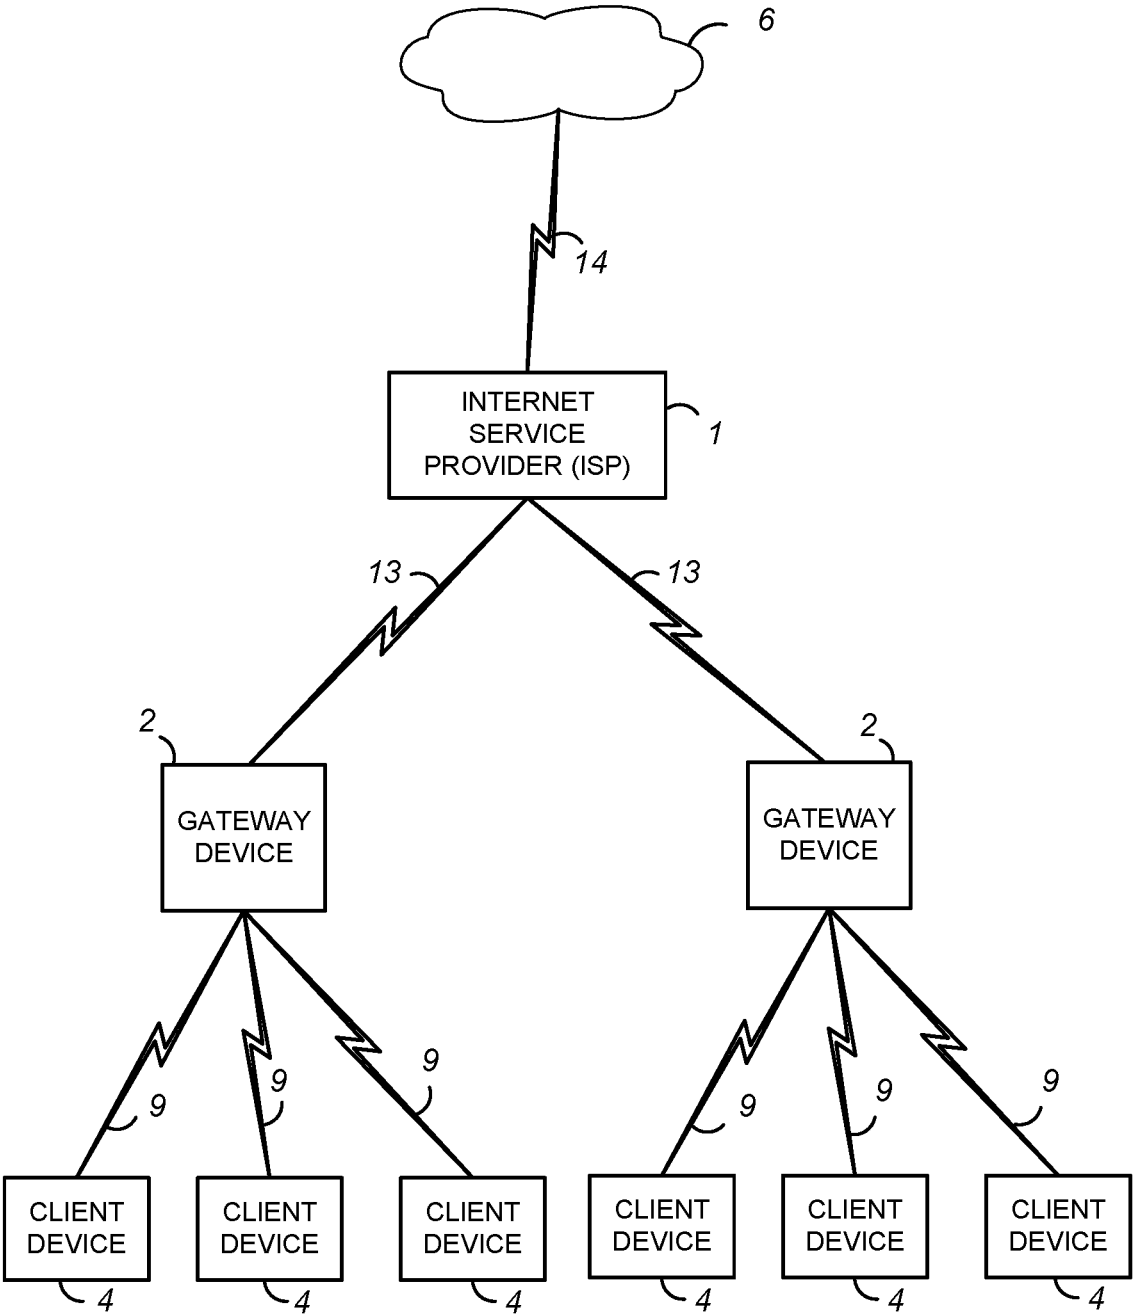 6
14
INTERNET
SERVICE
PROVIDER (ISP)
1
13
13
2
2
GATEWAY
DEVICE
GATEWAY
DEVICE
9
9
9
9
9
9
CLIENT
DEVICE
CLIENT
DEVICE
CLIENT
DEVICE
CLIENT
DEVICE
CLIENT
DEVICE
CLIENT
DEVICE
4
4
4
4
4
4